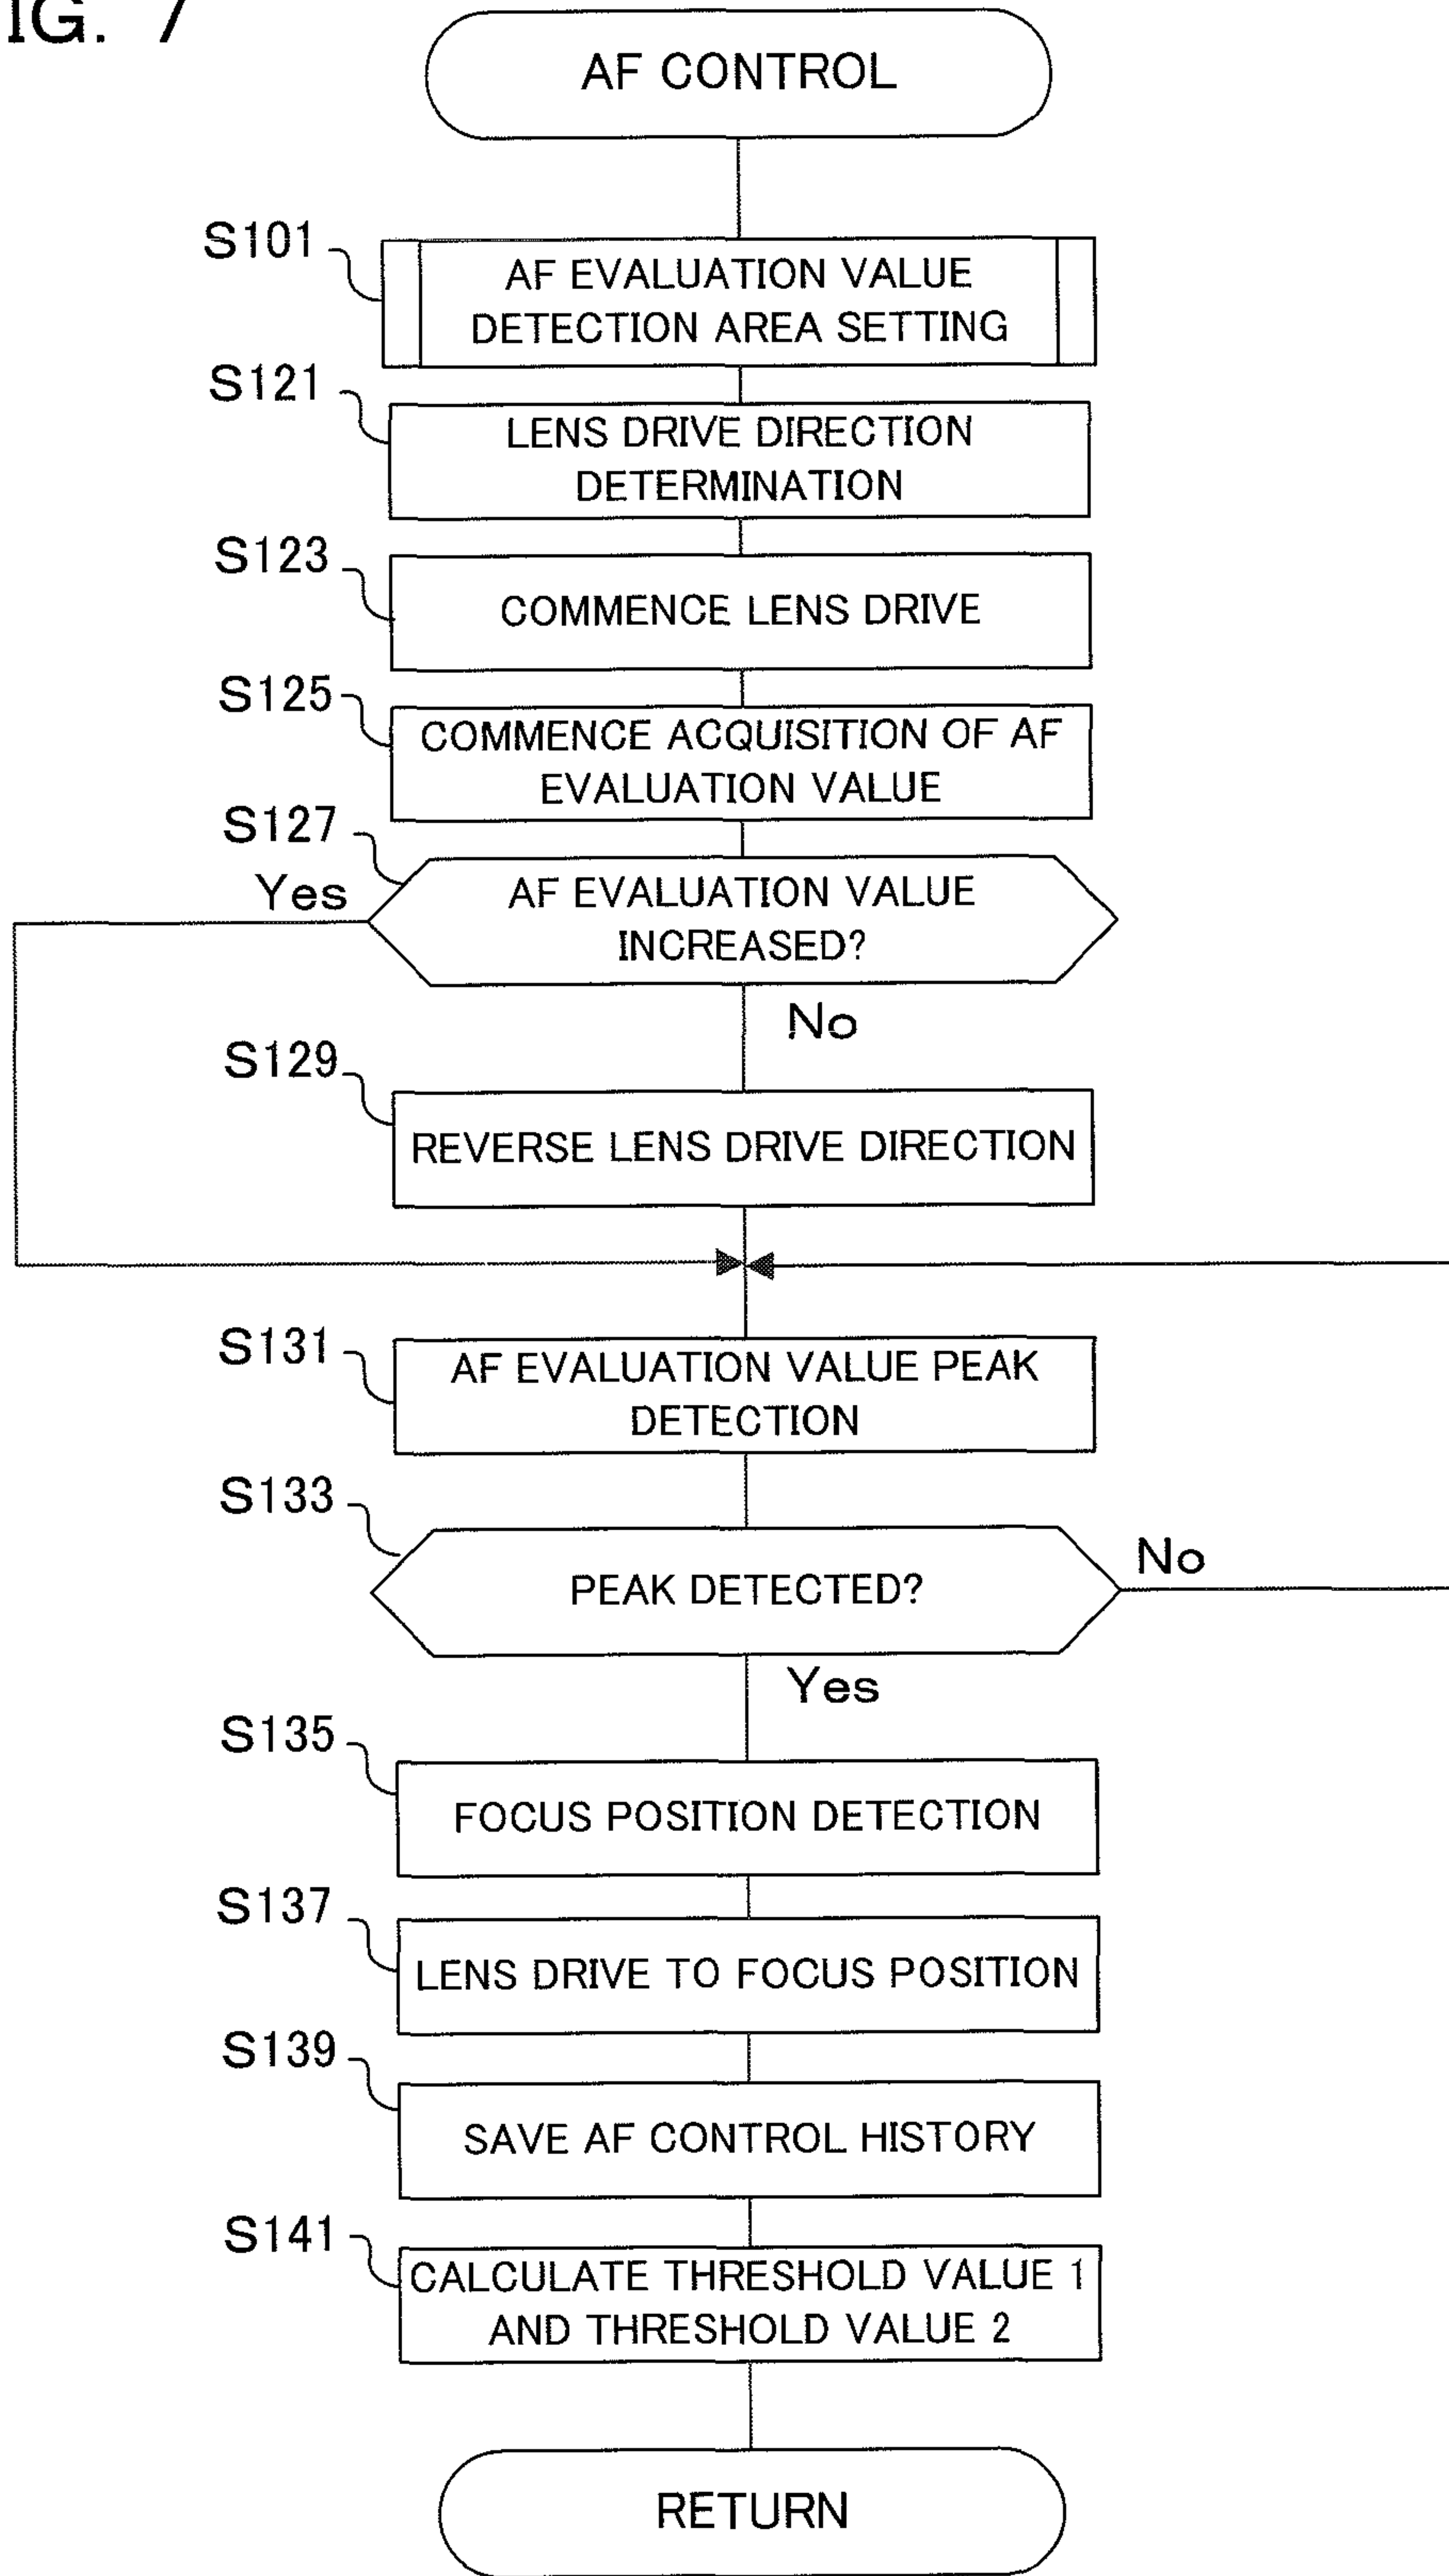 IG. 7
AF CONTROL
S101
AF EVALUATION VALUE
DETECTION AREA SETTING
S121
LENS DRIVE DIRECTION
DETERMINATION
S123
COMMENCE LENS DRIVE
S125
COMMENCE ACQUISITION OF AF
EVALUATION VALUE
S127
Yes
AF EVALUATION VALUE
INCREASED?
No
S129
REVERSE LENS DRIVE DIRECTION
S131
AF EVALUATION VALUE PEAK
DETECTION
S133
PEAK DETECTED?
No
Yes
S135
FOCUS POSITION DETECTION
S137
LENS DRIVE TO FOCUS POSITION
S139
SAVE AF CONTROL HISTORY
S141
CALCULATE THRESHOLD VALUE 1
AND THRESHOLD VALUE 2
RETURN